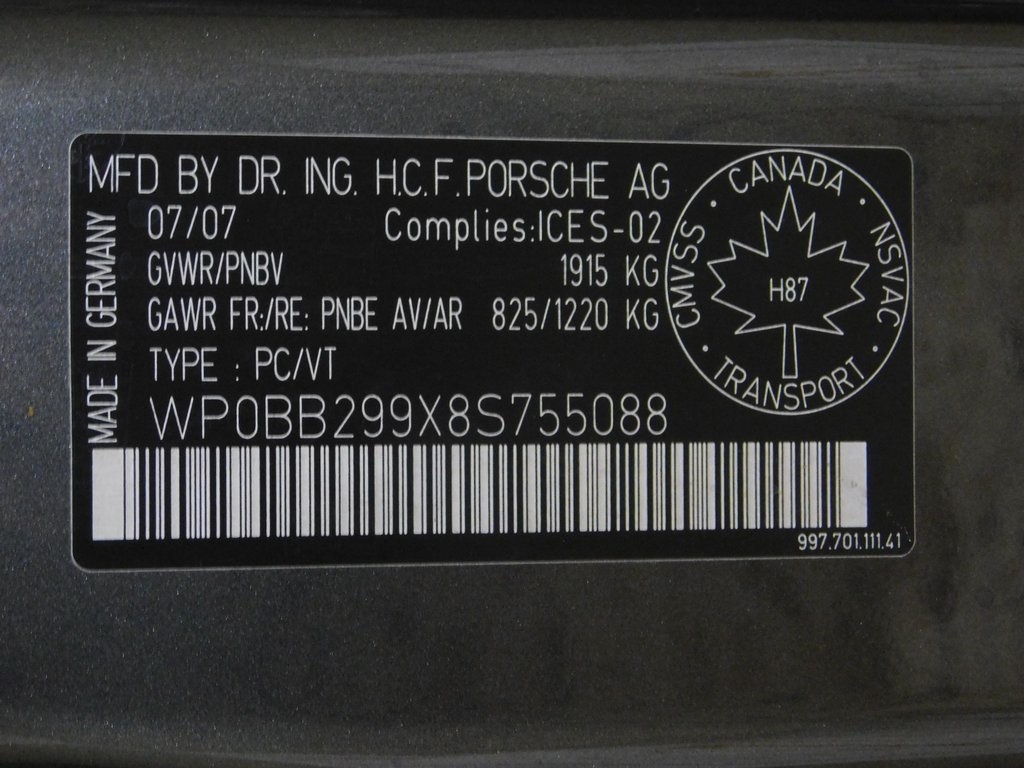 MFD BY DR. ING. H.C.F.PORSCHE AG
07/07 Complies:ICES-02
GVWR/PNBV 1915 KG
GAWR FR:/RE: PNBE AV/AR 825/1220 KG
TYPE : PC/VT
WP0BB299X8S755088
MADE IN GERMANY
CANADA
CMVSS NSVAC
H87
TRANSPORT
997.701.111.41